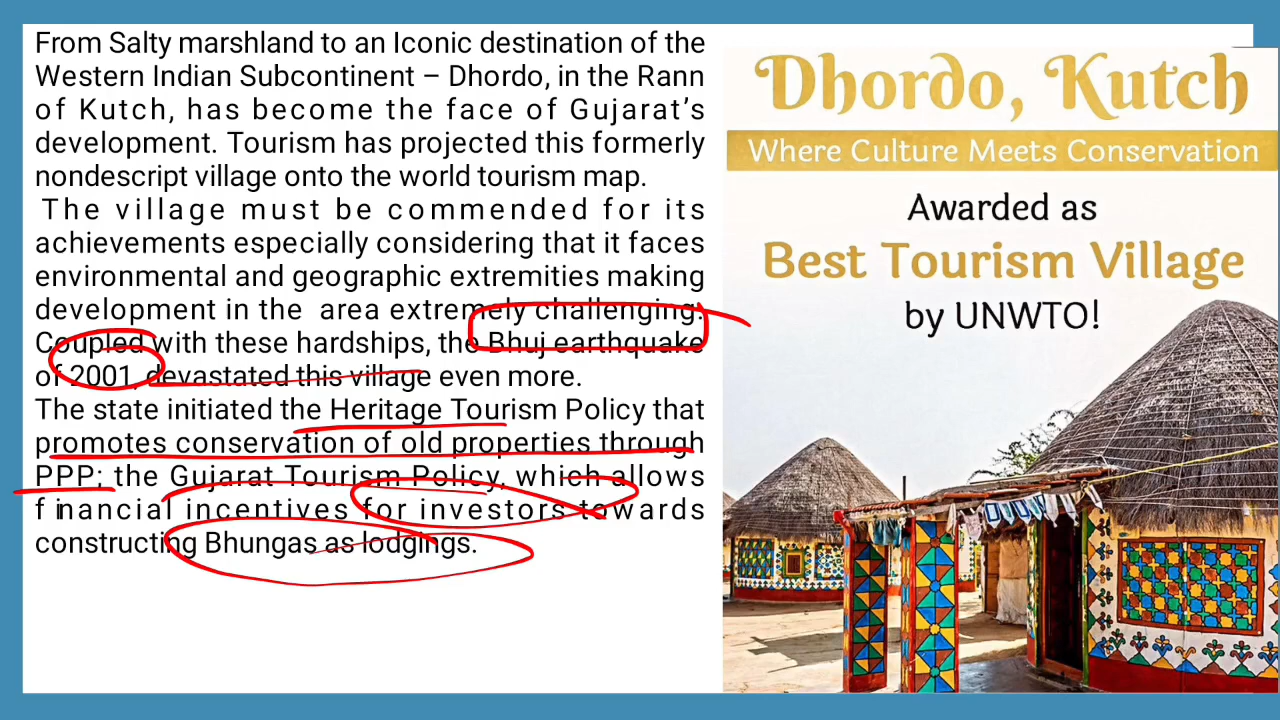 From Salty marshland to an Iconic destination of the
Western Indian Subcontinent – Dhordo, in the Rann
of Kutch, has become the face of Gujarat's
development. Tourism has projected this formerly
nondescript village onto the world tourism map.
The village must be commended for its
achievements especially considering that it faces
environmental and geographic extremities making
development in the area extremely challenging.
Coupled with these hardships, the Bhuj earthquake
of 2001, devastated this village even more.
The state initiated the Heritage Tourism Policy that
promotes conservation of old properties through
PPP; the Gujarat Tourism Policy, which allows
financial incentives for investors towards
constructing Bhungas as lodgings.
Dhordo, Kutch
Where Culture Meets Conservation
Awarded as
Best Tourism Village
by UNWTO!